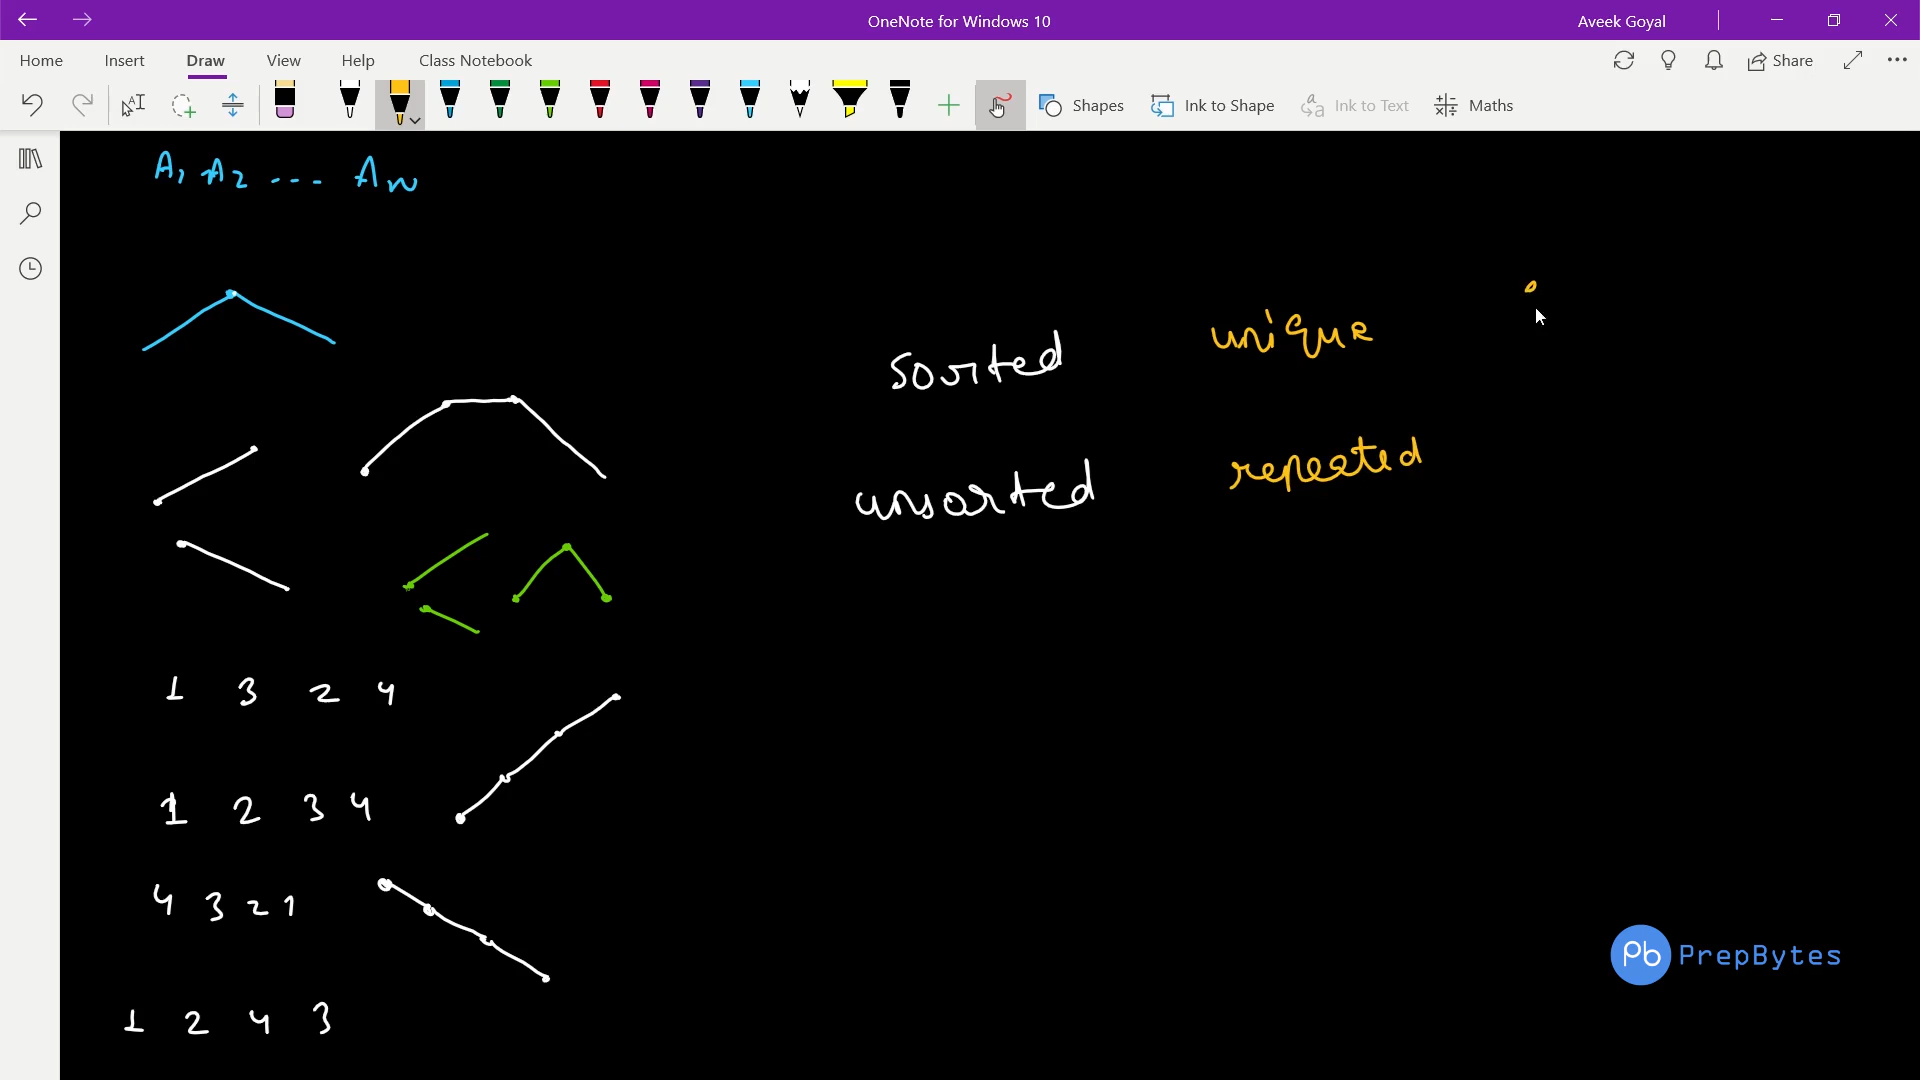 OneNote for Windows 10
Aveek Goyal
Home Insert Draw View Help Class Notebook
Share
Shapes Ink to Shape Ink to Text Maths
A1 A2 ... An
sorted unique
unsorted repeated
1 3 2 4
1 2 3 4
4 3 2 1
Pb PrepBytes
1 2 4 3